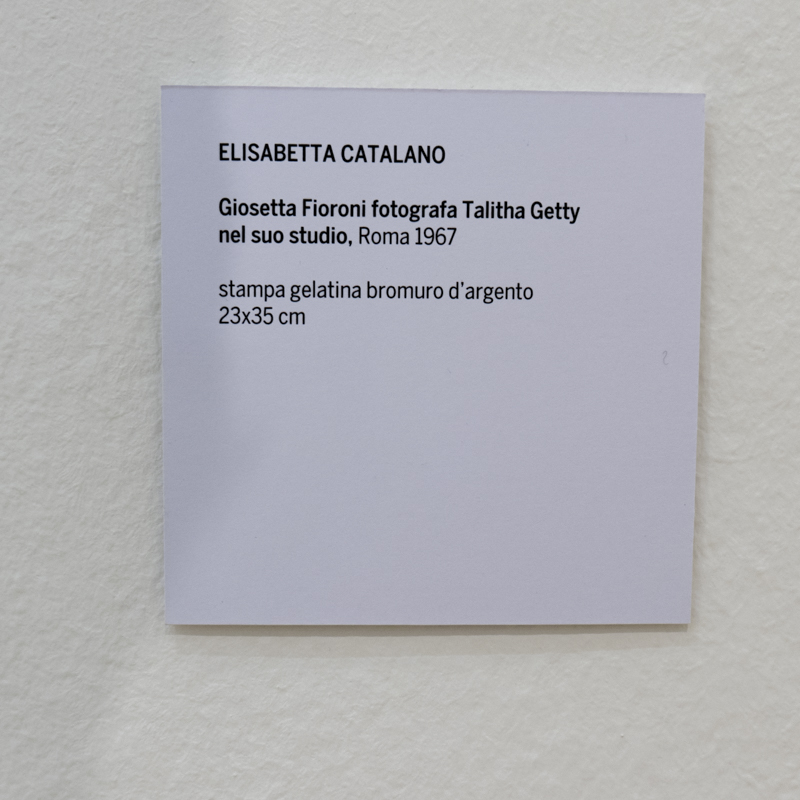 ELISABETTA CATALANO
Giosetta Fioroni fotografa Talitha Getty
nel suo studio, Roma 1967
stampa gelatina bromuro d'argento
23x35 cm